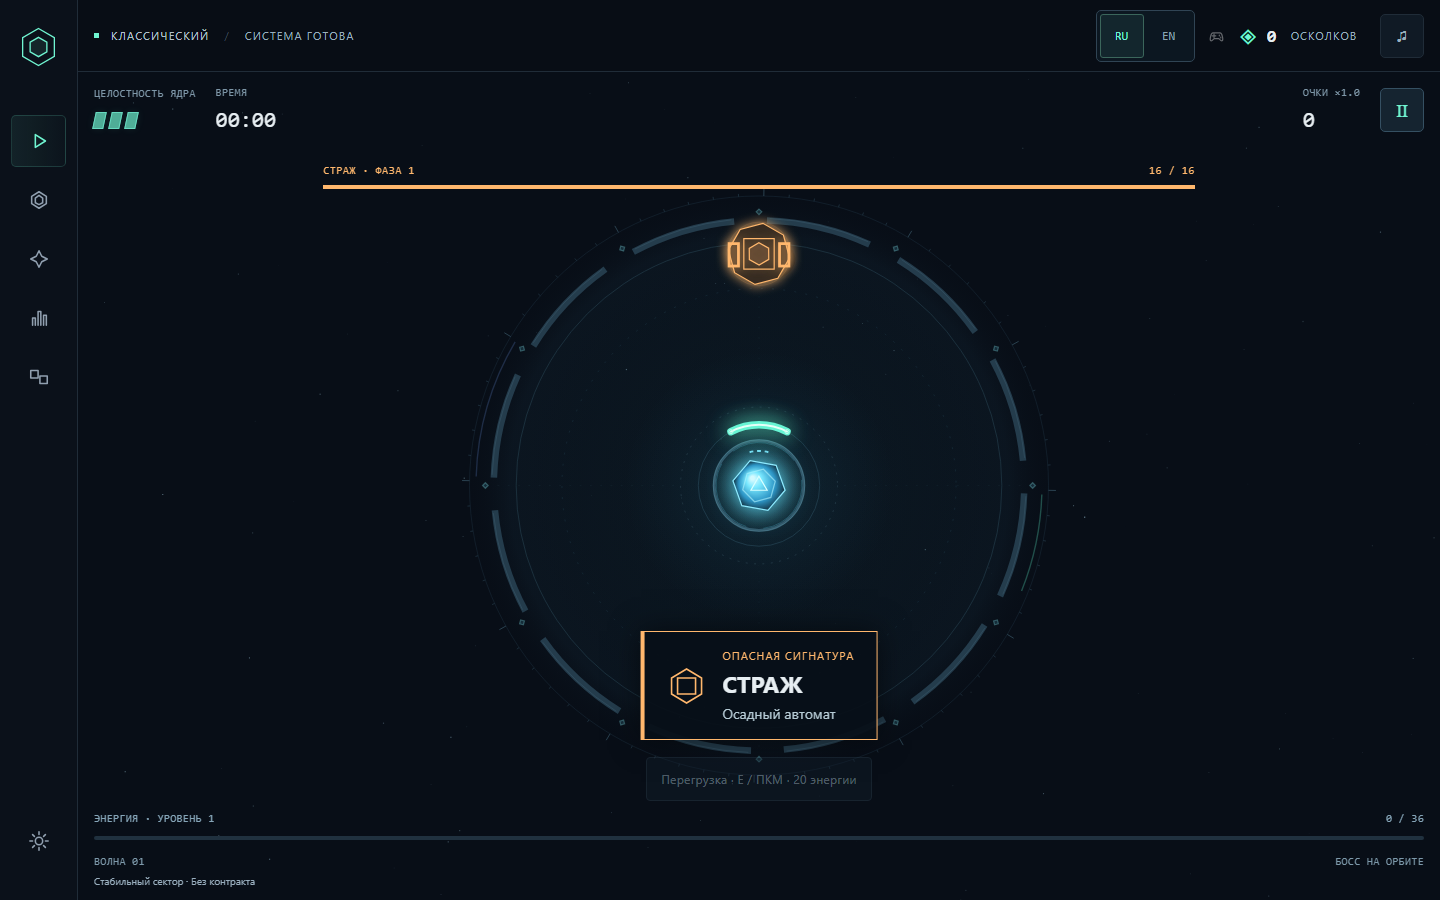 КЛАССИЧЕСКИЙ / СИСТЕМА ГОТОВА
RU EN
0 ОСКОЛКОВ
ЦЕЛОСТНОСТЬ ЯДРА
ВРЕМЯ
00:00
ОЧКИ ×1.0
0
СТРАЖ · ФАЗА 1
16 / 16
ОПАСНАЯ СИГНАТУРА
СТРАЖ
Осадный автомат
Перегрузка · E / ПКМ · 20 энергии
ЭНЕРГИЯ · УРОВЕНЬ 1
0 / 36
ВОЛНА 01
БОСС НА ОРБИТЕ
Стабильный сектор · Без контракта